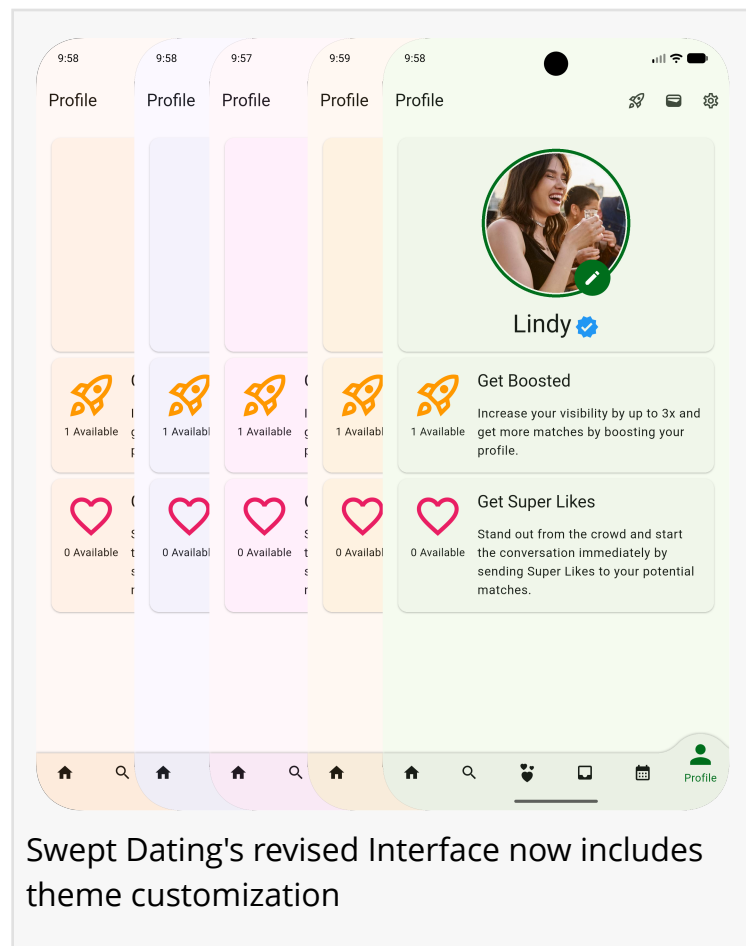 9:58
9:58
9:57
9:59
9:58
Profile
Profile
Profile
Profile
Profile
Lindy
Get Boosted
Increase your visibility by up to 3x and
get more matches by boosting your
profile.
1 Available
1 Availabl
1 Available
1 Availabl
1 Available
Get Super Likes
Stand out from the crowd and start
the conversation immediately by
sending Super Likes to your potential
matches.
0 Available
0 Availabl
0 Available
0 Availabl
0 Available
Profile
Swept Dating's revised Interface now includes
theme customization